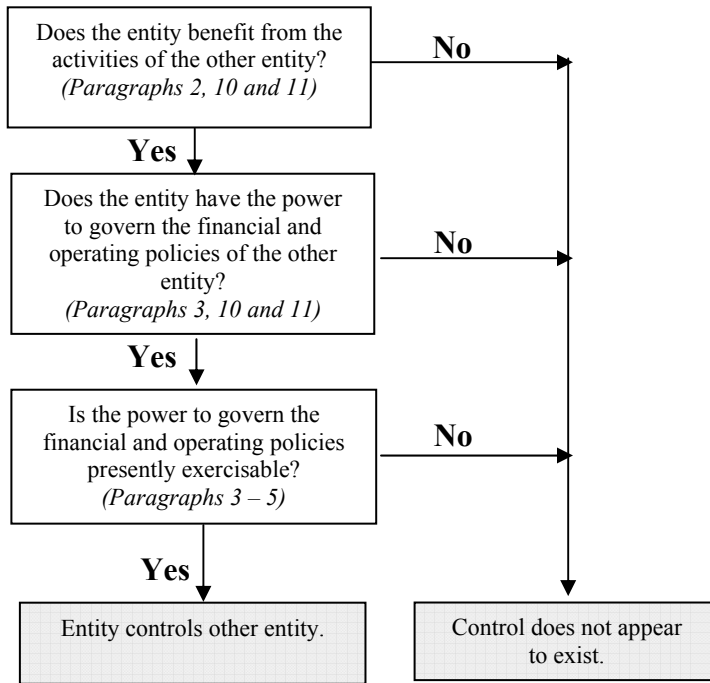 Does the entity benefit from the
activities of the other entity?
(Paragraphs 2, 10 and 11)
No
Yes
Does the entity have the power
to govern the financial and
operating policies of the other
entity?
(Paragraphs 3, 10 and 11)
No
Yes
Is the power to govern the
financial and operating policies
presently exercisable?
(Paragraphs 3 – 5)
No
Yes
Entity controls other entity.
Control does not appear
to exist.